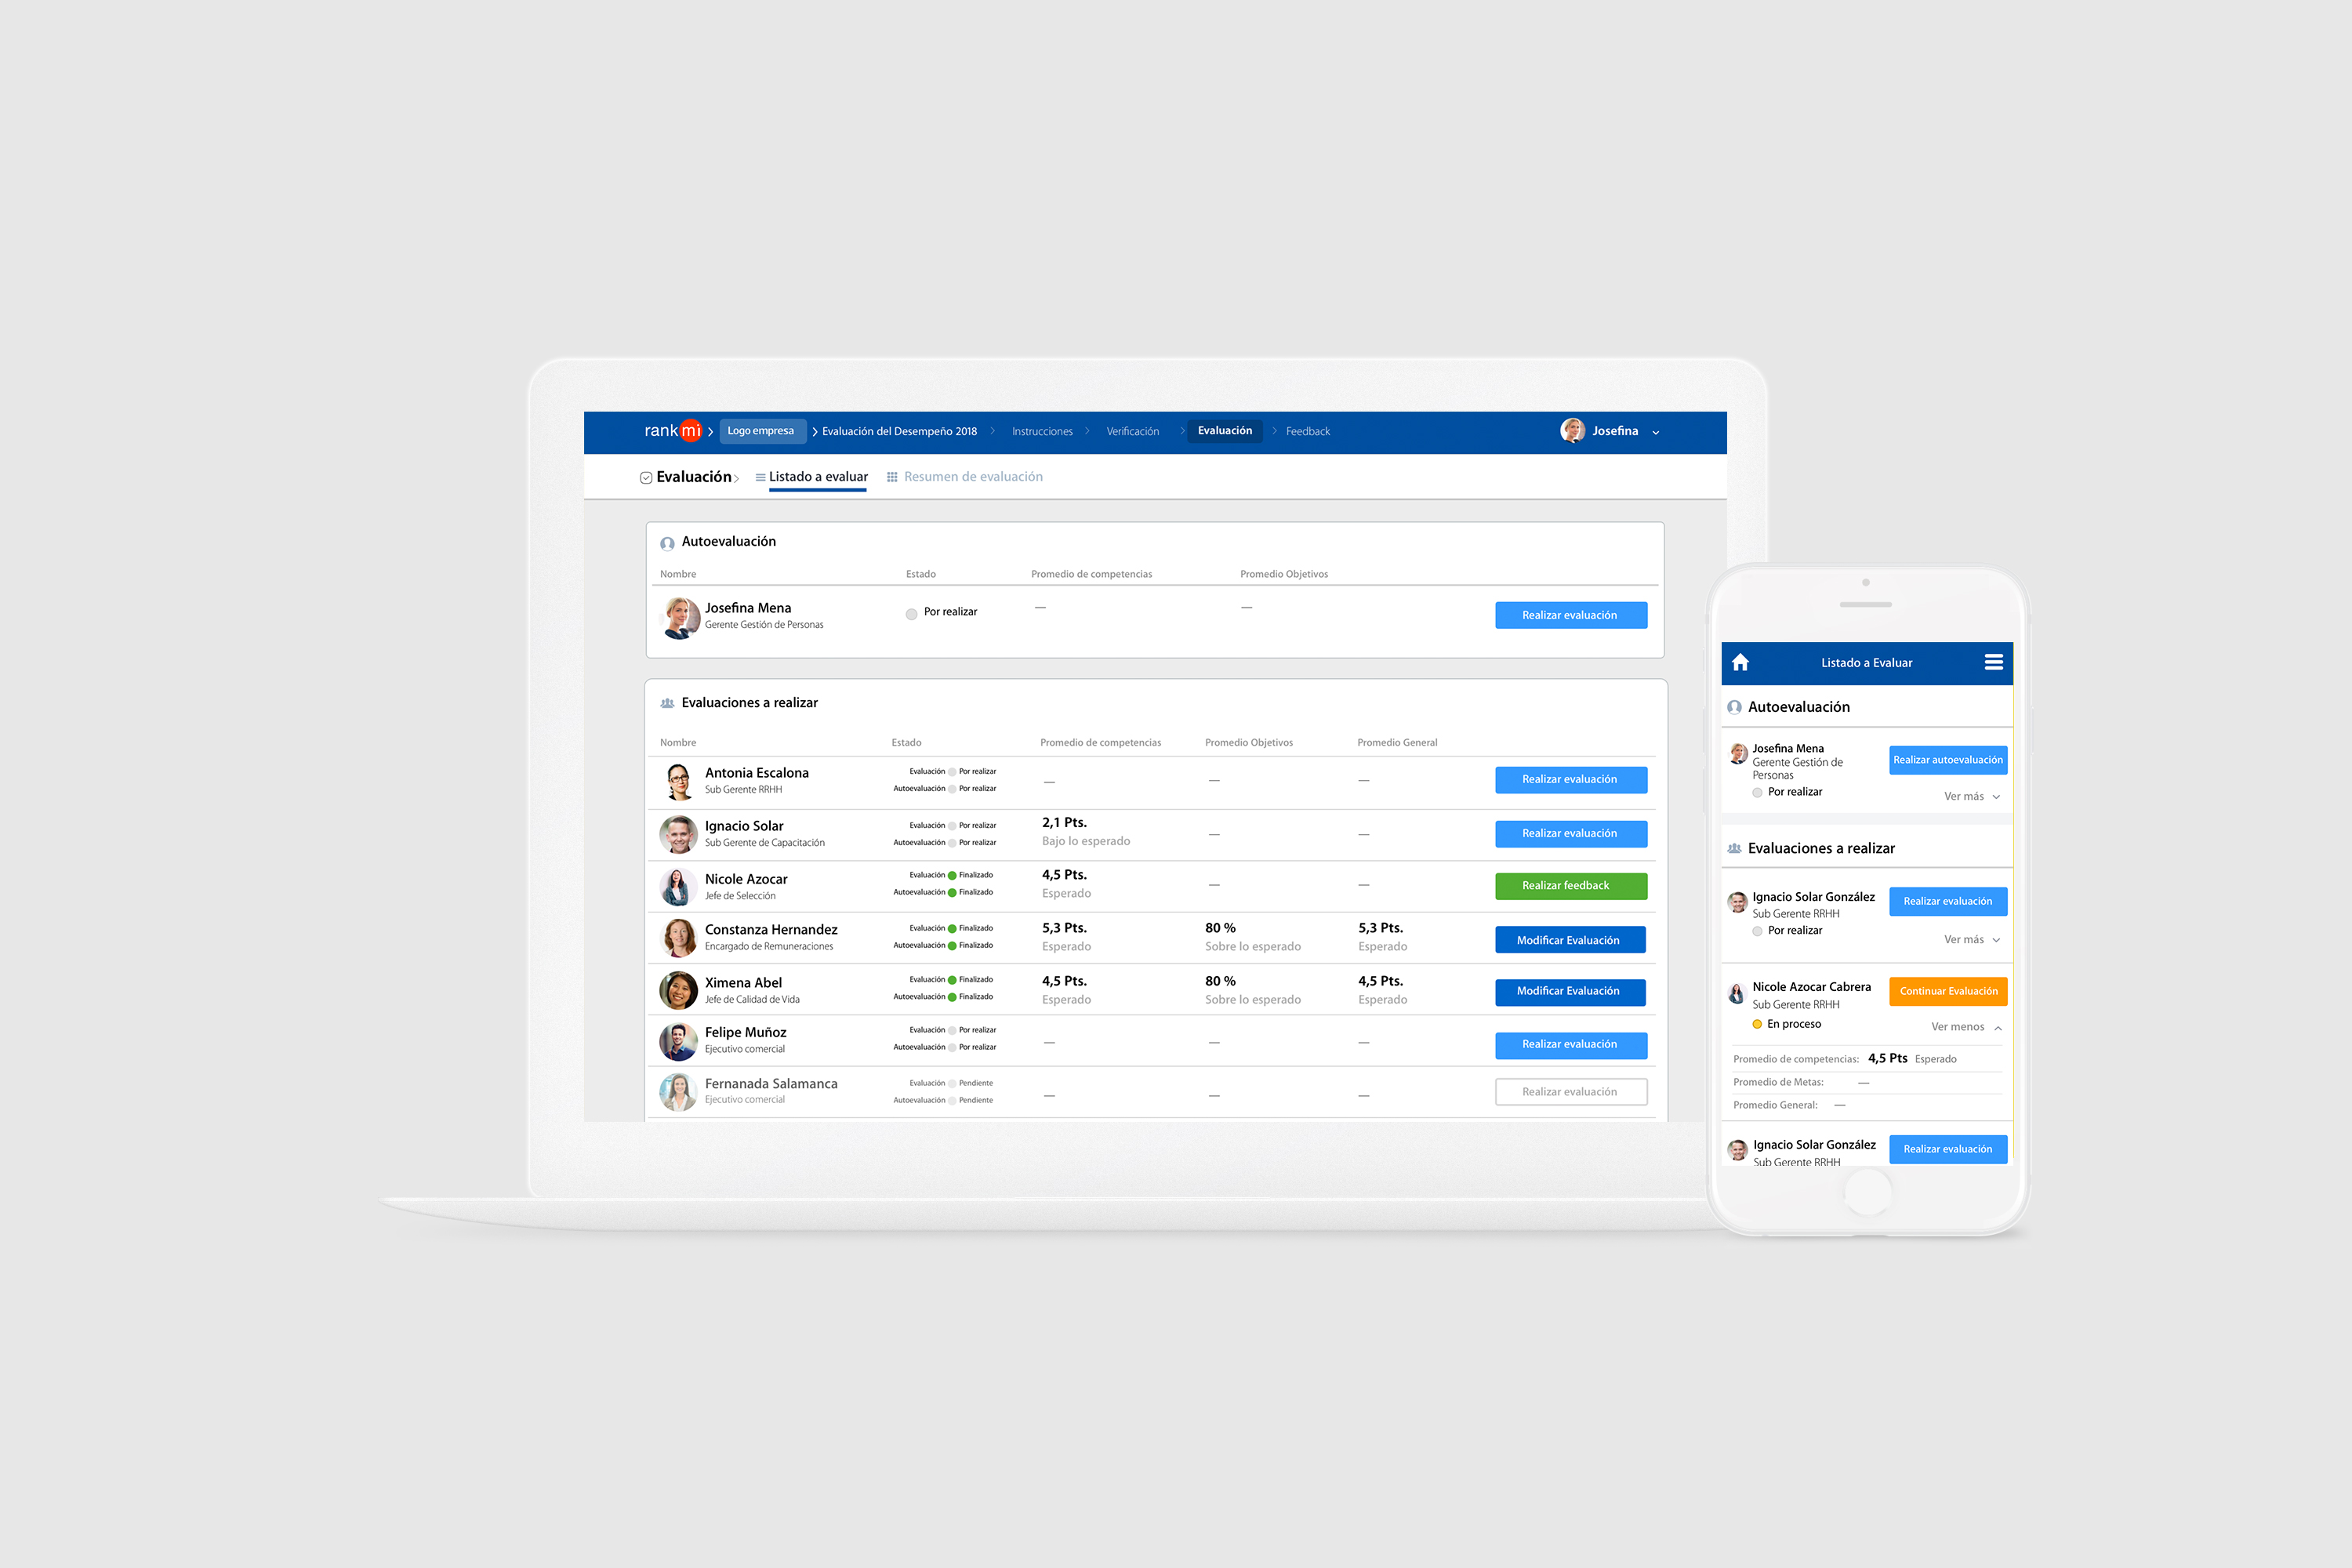 rankmi Logo empresa Evaluación del Desempeño 2018 Instrucciones Verificación Evaluación Feedback Josefina
Evaluación Listado a evaluar Resumen de evaluación
Autoevaluación
Nombre Estado Promedio de competencias Promedio Objetivos
Josefina Mena
Gerente Gestión de Personas
Por realizar — — Realizar evaluación
Evaluaciones a realizar
Nombre Estado Promedio de competencias Promedio Objetivos Promedio General
Antonia Escalona
Sub Gerente RRHH
Evaluación Por realizar
Autoevaluación Por realizar
— — — Realizar evaluación
Ignacio Solar
Sub Gerente de Capacitación
Evaluación Por realizar
Autoevaluación Por realizar
2,1 Pts.
Bajo lo esperado
— — Realizar evaluación
Nicole Azocar
Jefe de Selección
Evaluación Finalizado
Autoevaluación Finalizado
4,5 Pts.
Esperado
— — Realizar feedback
Constanza Hernandez
Encargado de Remuneraciones
Evaluación Finalizado
Autoevaluación Finalizado
5,3 Pts.
Esperado
80 %
Sobre lo esperado
5,3 Pts.
Esperado
Modificar Evaluación
Ximena Abel
Jefe de Calidad de Vida
Evaluación Finalizado
Autoevaluación Finalizado
4,5 Pts.
Esperado
80 %
Sobre lo esperado
4,5 Pts.
Esperado
Modificar Evaluación
Felipe Muñoz
Ejecutivo comercial
Evaluación Por realizar
Autoevaluación Por realizar
— — — Realizar evaluación
Fernanada Salamanca
Ejecutivo comercial
Evaluación Pendiente
Autoevaluación Pendiente
— — — Realizar evaluación
Listado a Evaluar
Autoevaluación
Josefina Mena
Gerente Gestión de
Personas
Por realizar
Realizar autoevaluación
Ver más
Evaluaciones a realizar
Ignacio Solar González
Sub Gerente RRHH
Por realizar
Realizar evaluación
Ver más
Nicole Azocar Cabrera
Sub Gerente RRHH
En proceso
Continuar Evaluación
Ver menos
Promedio de competencias: 4,5 Pts Esperado
Promedio de Metas: —
Promedio General: —
Ignacio Solar González
Sub Gerente RRHH
Realizar evaluación